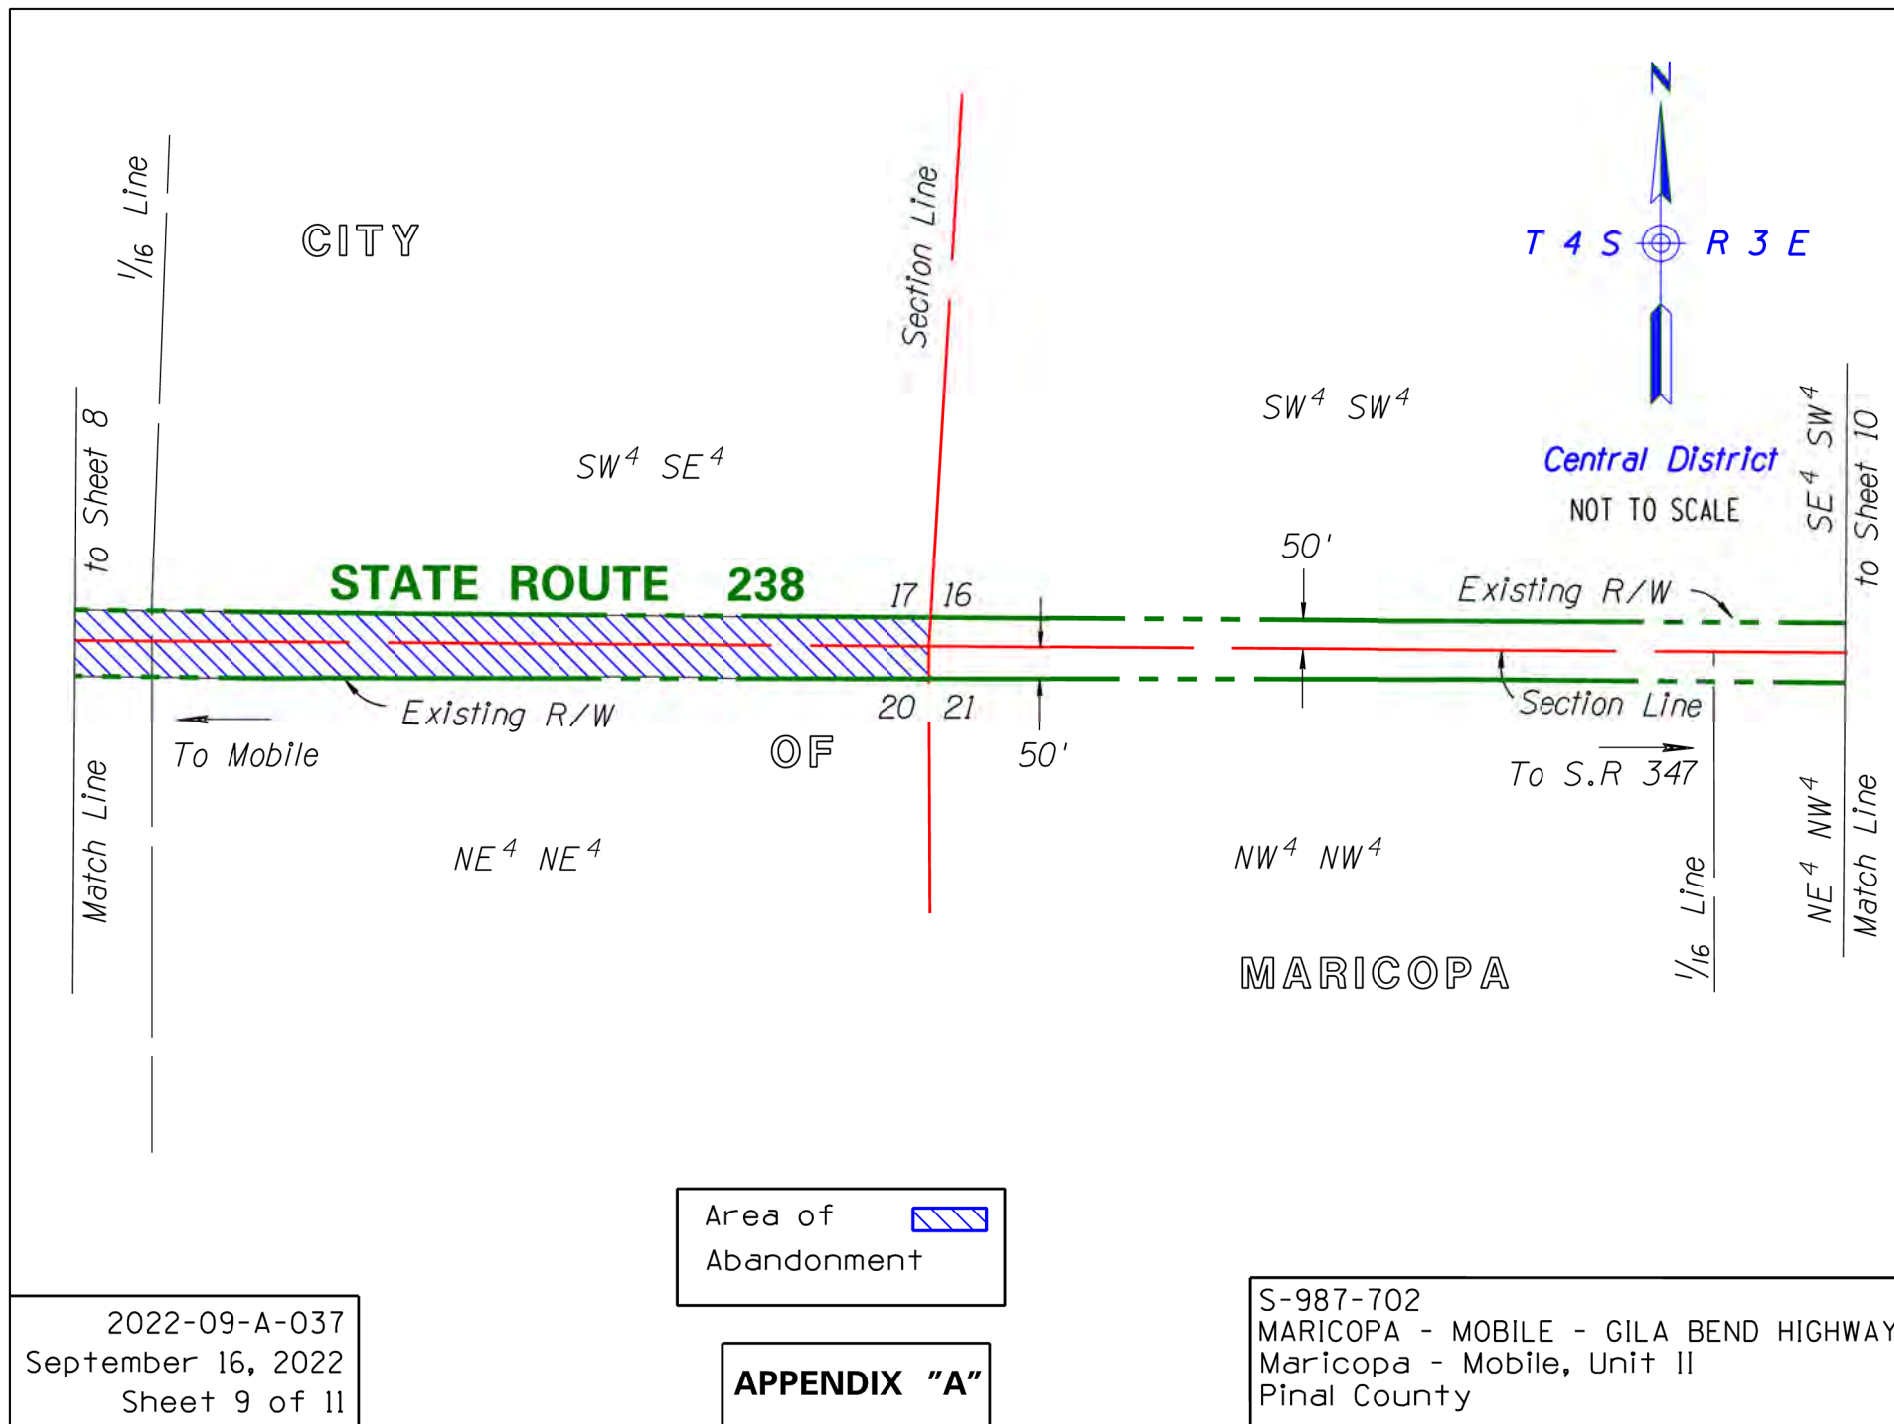 N
T 4 S R 3 E
Central District
NOT TO SCALE
1/16 Line
CITY
Section Line
SW⁴ SE⁴
SW⁴ SW⁴
SE⁴ SW⁴
to Sheet 8
to Sheet 10
STATE ROUTE 238
17 16
50'
Existing R/W
Existing R/W
20 21
Section Line
To Mobile
OF
50'
To S.R 347
Match Line
NE⁴ NE⁴
NW⁴ NW⁴
1/16 Line
NE⁴ NW⁴
Match Line
MARICOPA
Area of
Abandonment
2022-09-A-037
September 16, 2022
Sheet 9 of 11
APPENDIX "A"
S-987-702
MARICOPA - MOBILE - GILA BEND HIGHWAY
Maricopa - Mobile, Unit II
Pinal County